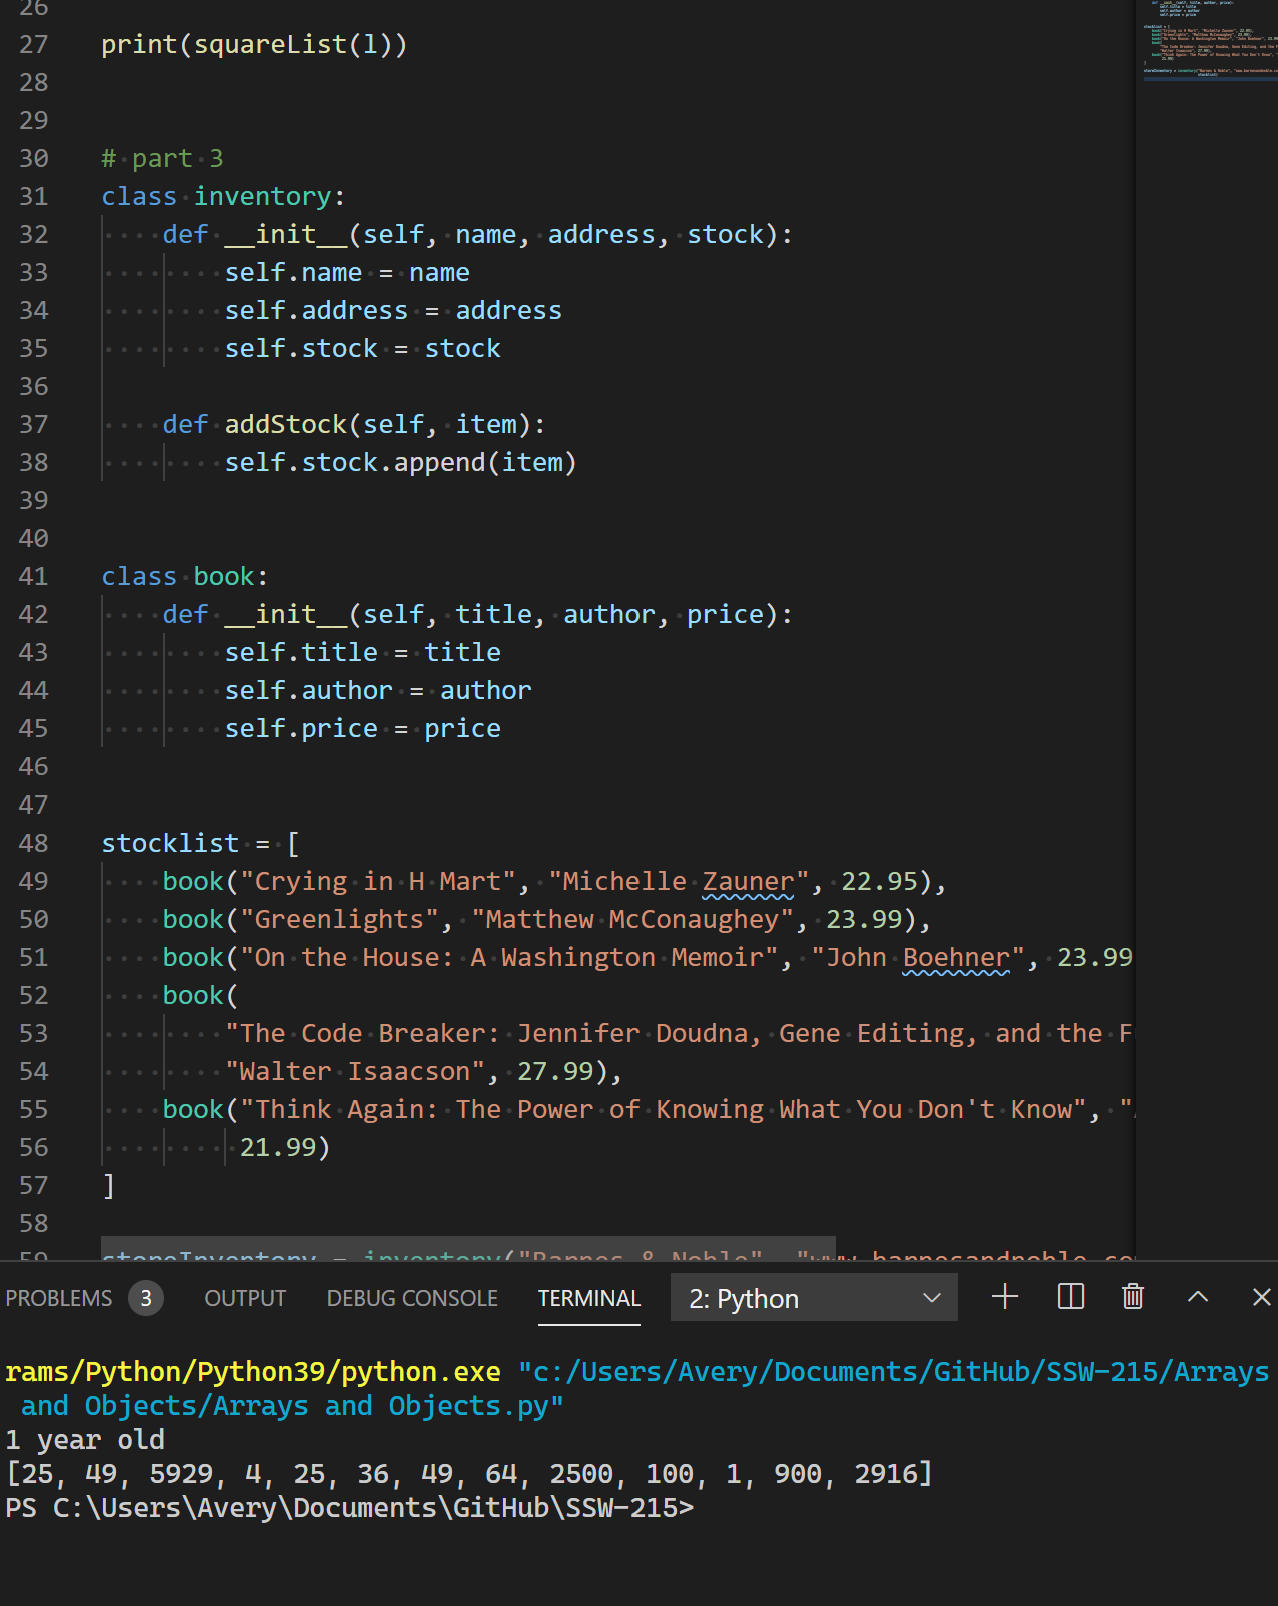 26
27 print(squareList(l))
28
29
30 # part 3
31 class inventory:
32 def __init__(self, name, address, stock):
33 self.name = name
34 self.address = address
35 self.stock = stock
36
37 def addStock(self, item):
38 self.stock.append(item)
39
40
41 class book:
42 def __init__(self, title, author, price):
43 self.title = title
44 self.author = author
45 self.price = price
46
47
48 stocklist = [
49 book("Crying in H Mart", "Michelle Zauner", 22.95),
50 book("Greenlights", "Matthew McConaughey", 23.99),
51 book("On the House: A Washington Memoir", "John Boehner", 23.99
52 book(
53 "The Code Breaker: Jennifer Doudna, Gene Editing, and the F
54 "Walter Isaacson", 27.99),
55 book("Think Again: The Power of Knowing What You Don't Know", "
56 21.99)
57 ]
58
59 storeInventory = inventory("Barnes & Noble", "www.barnesandnoble.co
PROBLEMS 3 OUTPUT DEBUG CONSOLE TERMINAL 2: Python
rams/Python/Python39/python.exe "c:/Users/Avery/Documents/GitHub/SSW-215/Arrays
and Objects/Arrays and Objects.py"
1 year old
[25, 49, 5929, 4, 25, 36, 49, 64, 2500, 100, 1, 900, 2916]
PS C:\Users\Avery\Documents\GitHub\SSW-215>